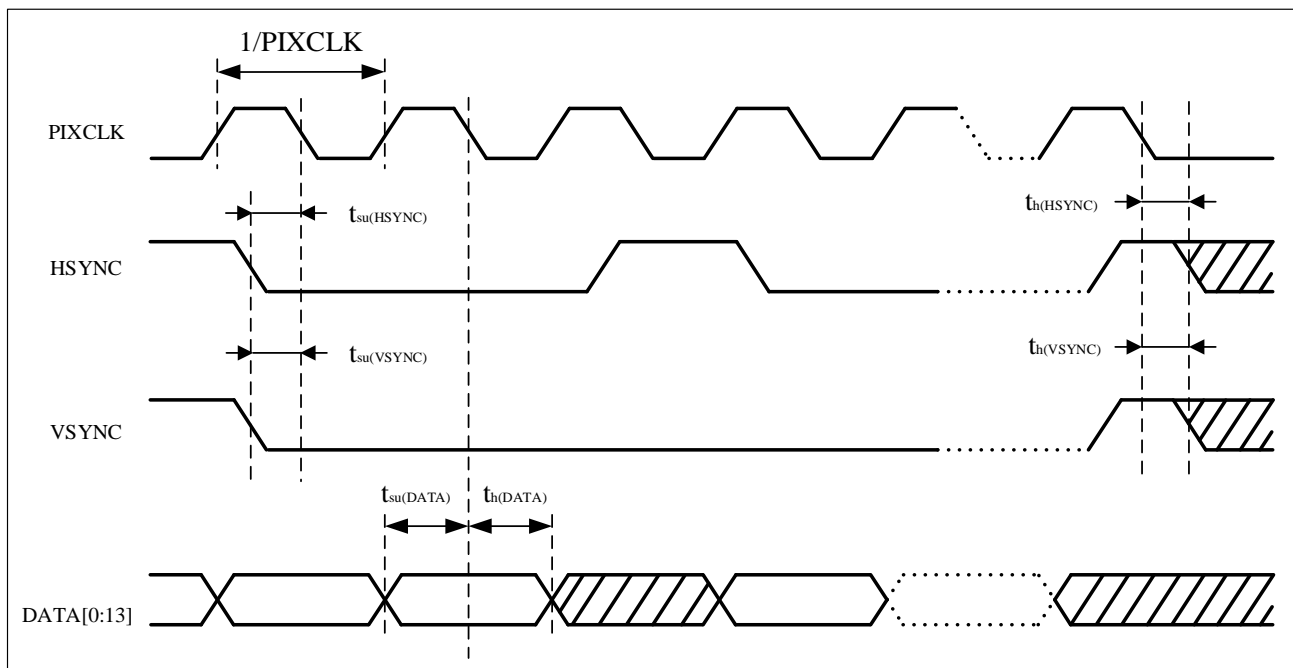 1/PIXCLK
PIXCLK
tsu(HSYNC)
th(HSYNC)
HSYNC
tsu(VSYNC)
th(VSYNC)
VSYNC
tsu(DATA)
th(DATA)
DATA[0:13]